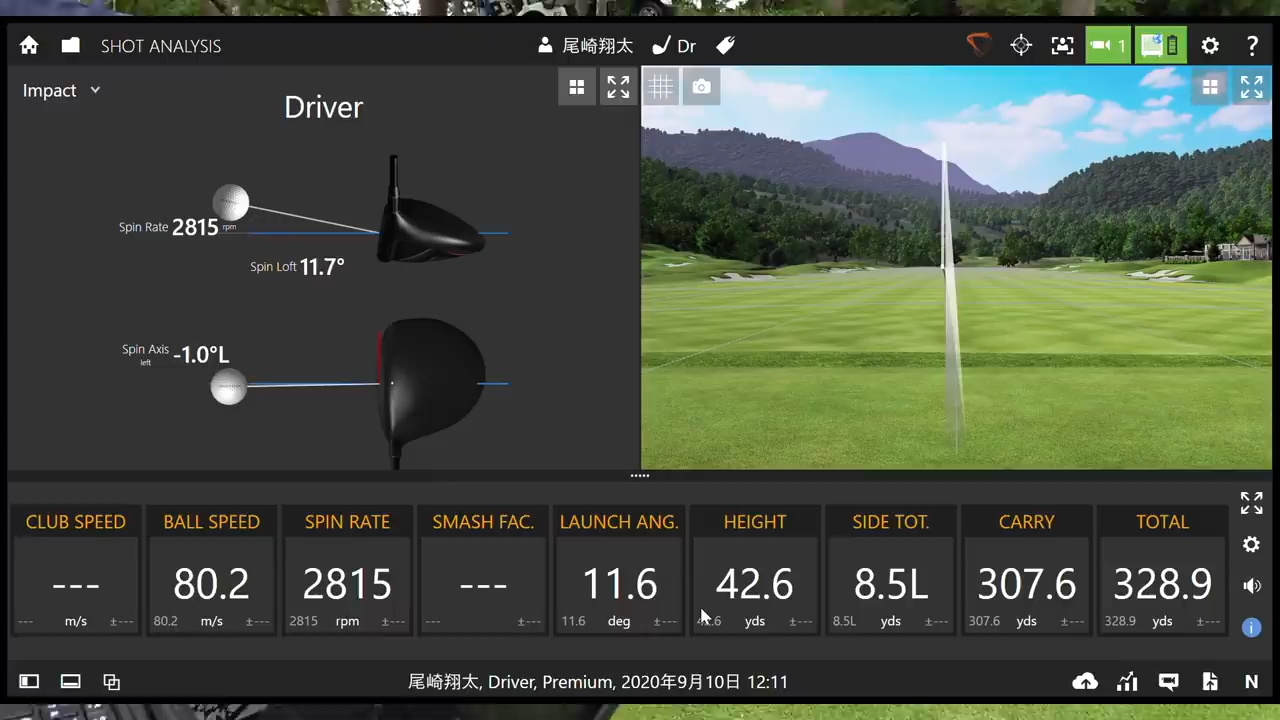 SHOT ANALYSIS
尾崎翔太
Dr
1
?
Impact
Driver
Spin Rate 2815 rpm
Spin Loft 11.7°
Spin Axis -1.0°L
left
CLUB SPEED
---
--- m/s ±---
BALL SPEED
80.2
80.2 m/s ±---
SPIN RATE
2815
2815 rpm ±---
SMASH FAC.
---
--- ±---
LAUNCH ANG.
11.6
11.6 deg ±---
HEIGHT
42.6
yds ±---
SIDE TOT.
8.5L
8.5L yds ±---
CARRY
307.6
307.6 yds ±---
TOTAL
328.9
328.9 yds ±---
尾崎翔太, Driver, Premium, 2020年9月10日 12:11
N